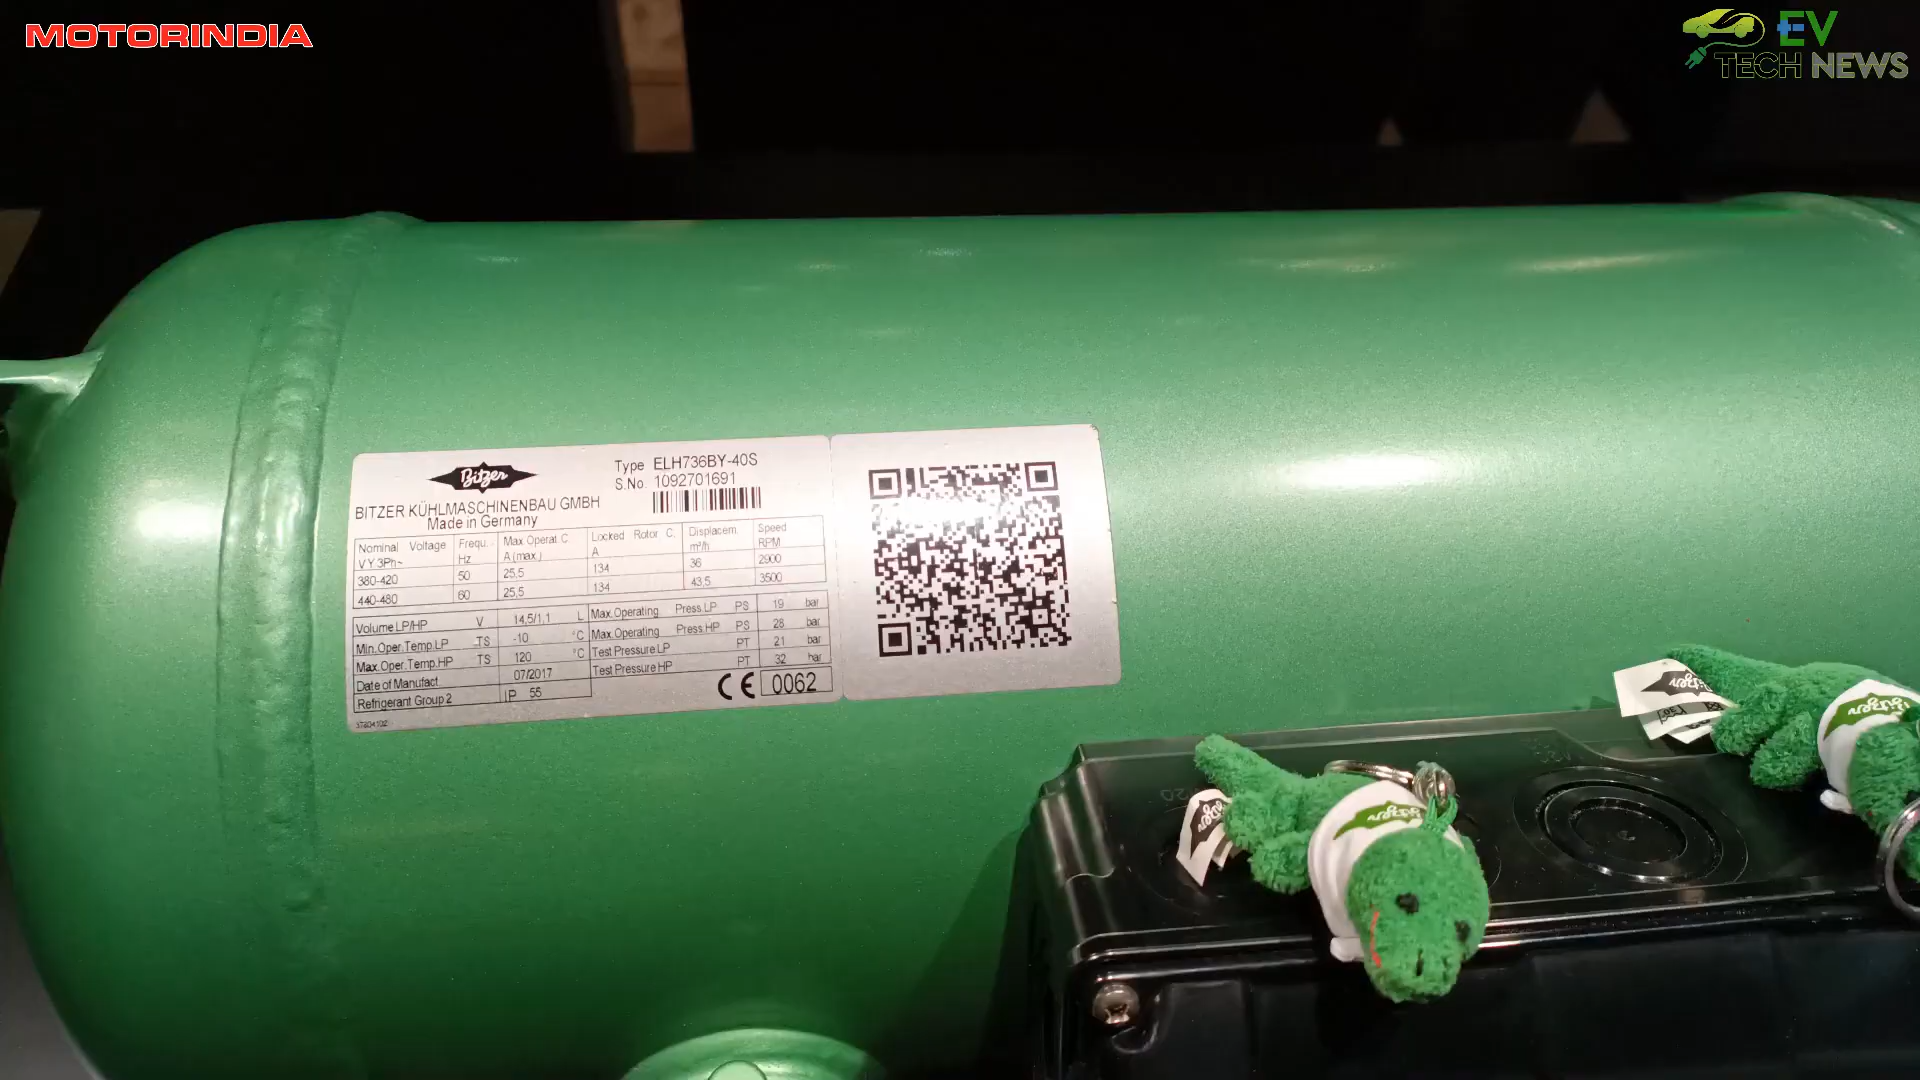 MOTORINDIA
EV
TECH NEWS
Bitzer
BITZER KÜHLMASCHINENBAU GMBH
Made in Germany
Type ELH736BY-40S
S.No. 1092701691
Nominal Voltage Frequ. Max Operat C. Locked Rotor C. Displacem. Speed
V Y 3Ph~ Hz A (max.) A m³/h RPM
380-420 50 25,5 134 36 2900
440-480 60 25,5 134 43,5 3500
Volume LP/HP V 14,5/1,1 L Max.Operating Press.LP PS 19 bar
Min.Oper.Temp.LP TS -10 °C Max.Operating Press.HP PS 28 bar
Max.Oper.Temp.HP TS 120 °C Test Pressure LP PT 21 bar
Date of Manufact. 07/2017 Test Pressure HP PT 32 bar
Refrigerant Group 2 IP 55
CE 0062
Bitzer
Bitzer
Bitzer
Bitzer